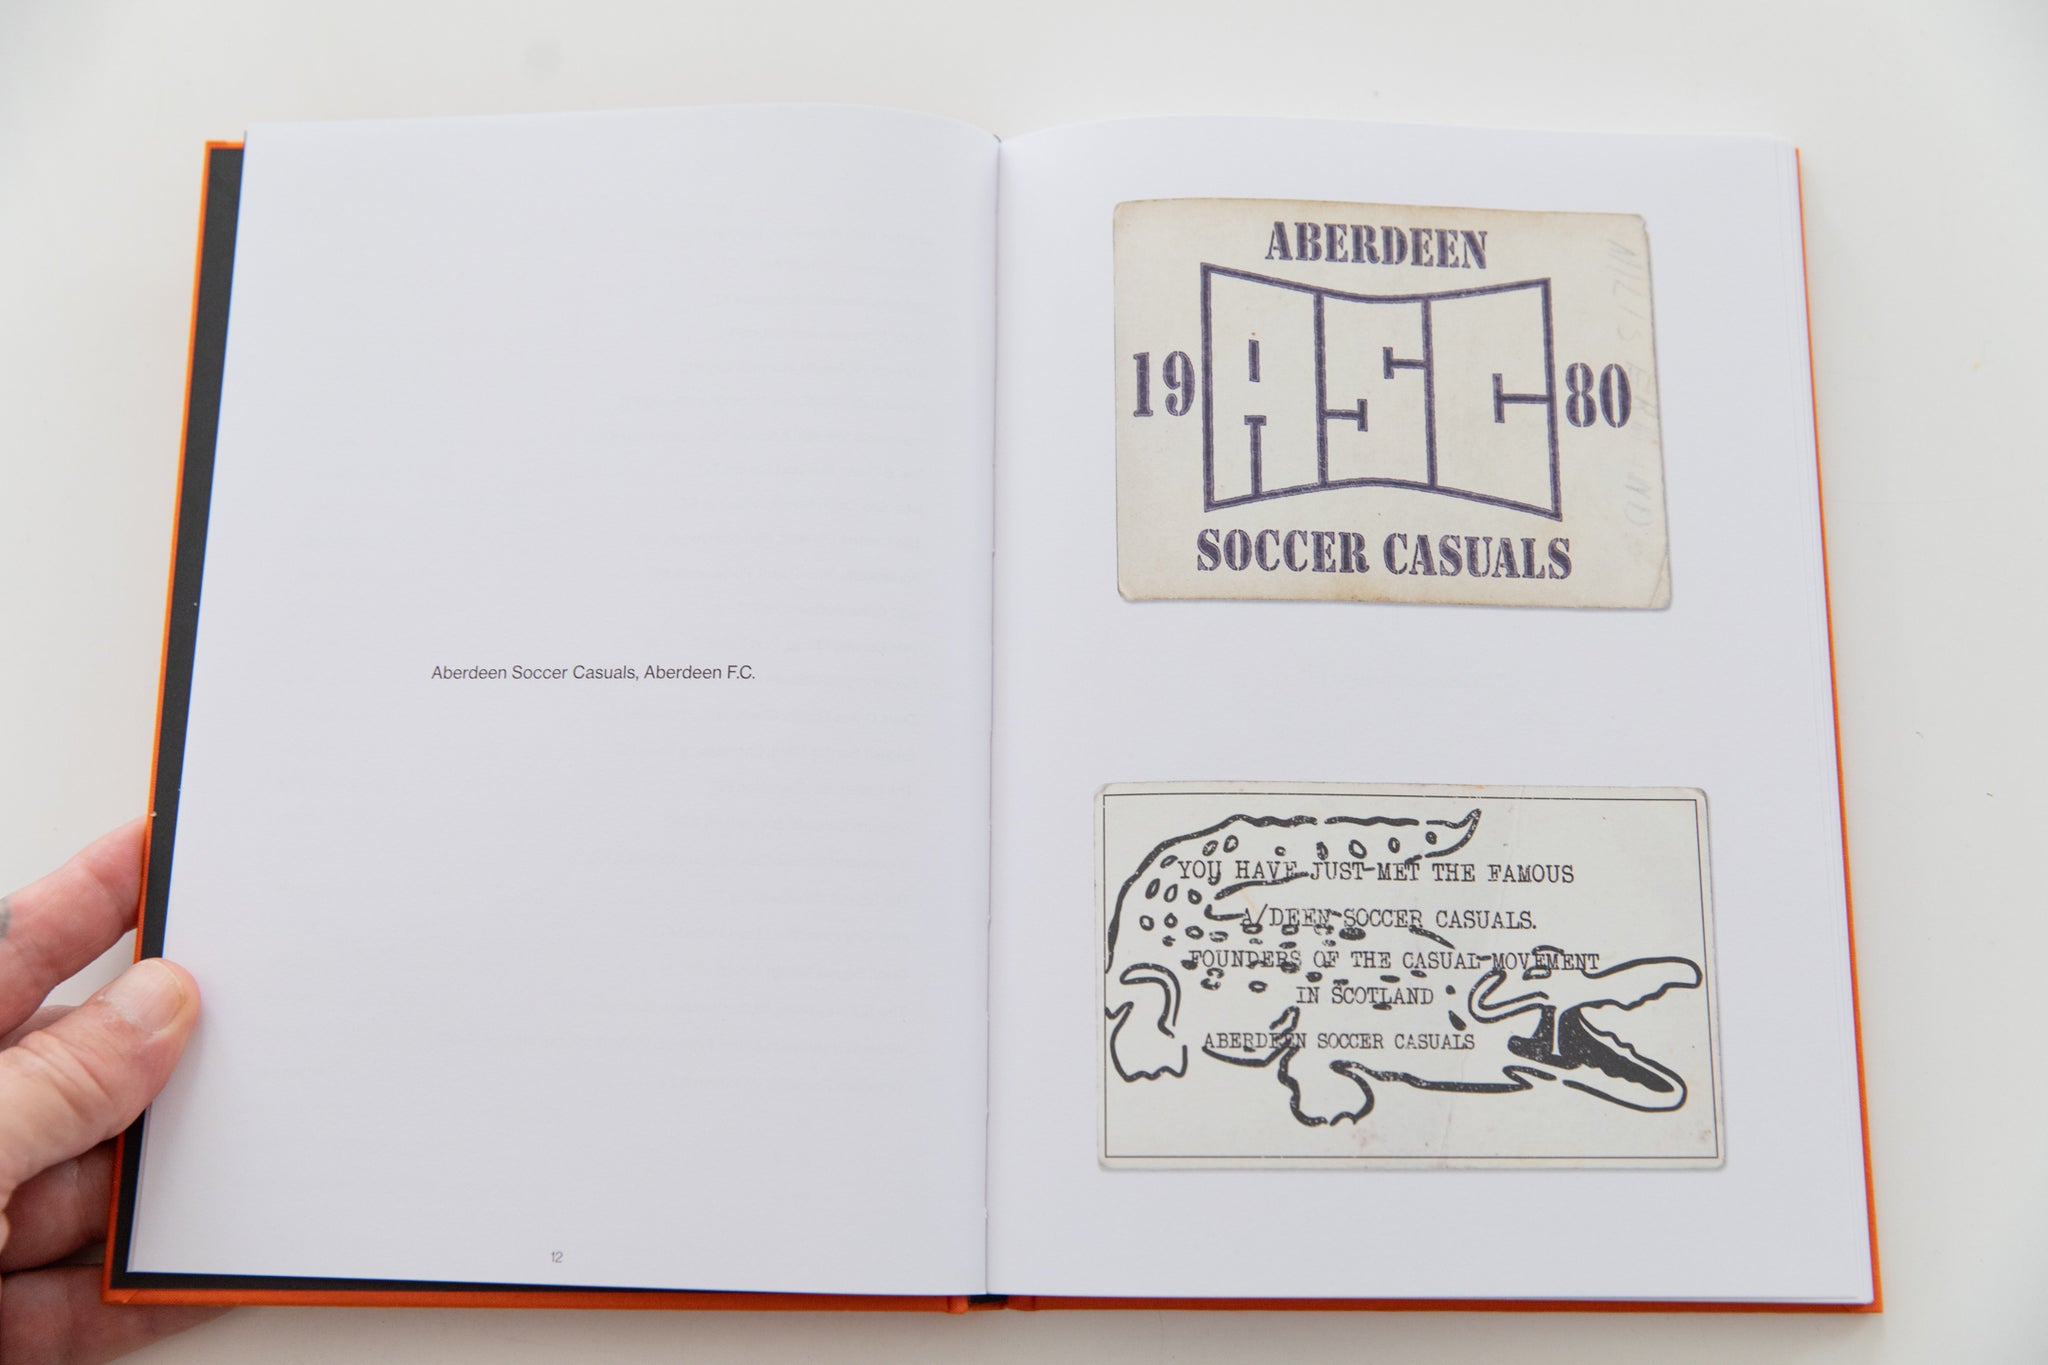 Aberdeen Soccer Casuals, Aberdeen F.C.
12
ABERDEEN
19 ASC 80
SOCCER CASUALS
YOU HAVE JUST MET THE FAMOUS
A/DEEN SOCCER CASUALS.
FOUNDERS OF THE CASUAL MOVEMENT
IN SCOTLAND
ABERDEEN SOCCER CASUALS